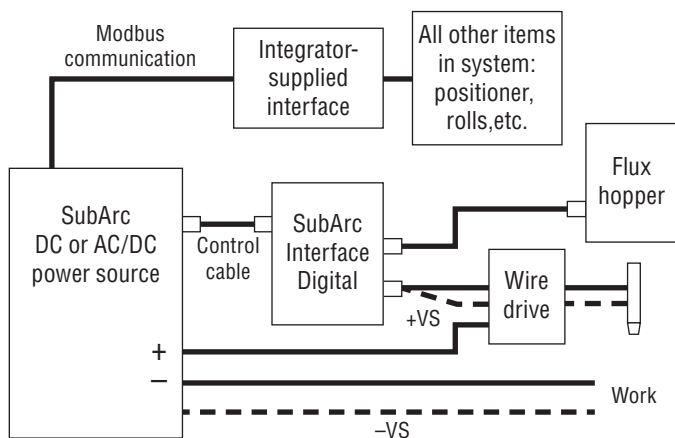 Modbus
communication
Integrator-
supplied
interface
All other items
in system:
positioner,
rolls,etc.
Flux
hopper
SubArc
DC or AC/DC
power source
Control
cable
SubArc
Interface
Digital
Wire
drive
+VS
+
–
Work
–VS